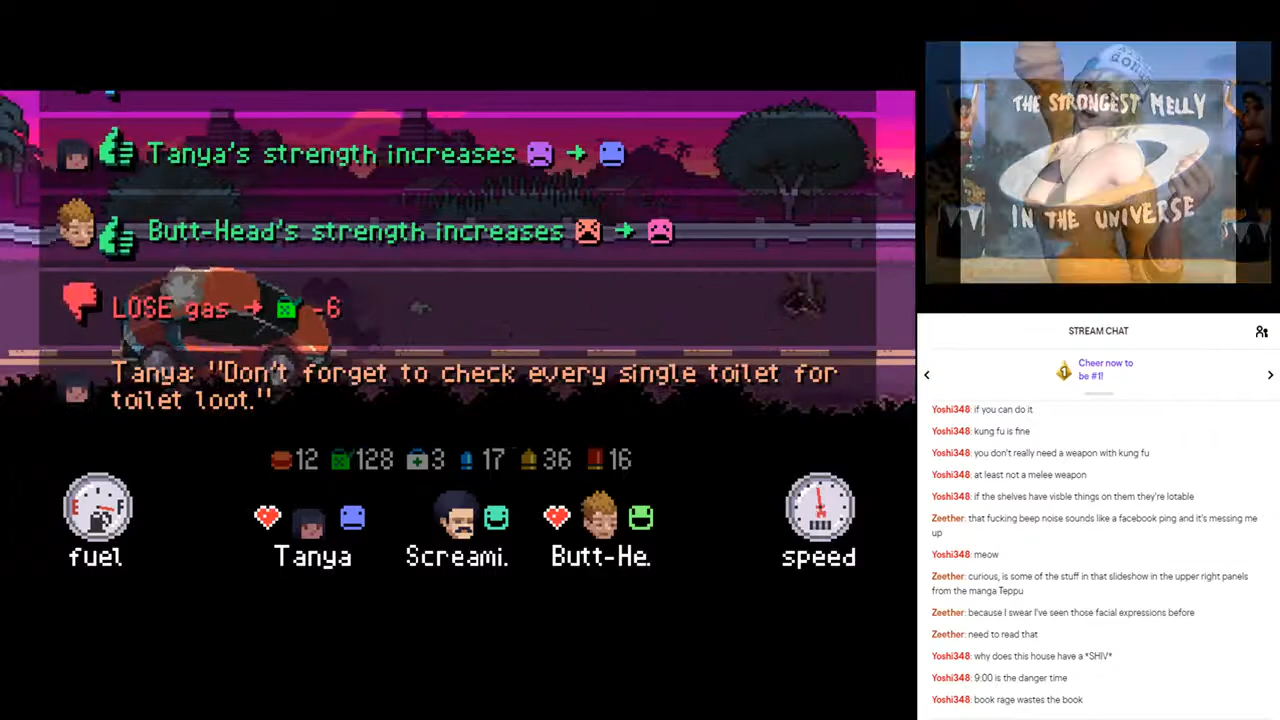 Tanya's strength increases
Butt-Head's strength increases
LOSE gas → -6
Tanya: "Don't forget to check every single toilet for
toilet loot."
12 128 3 17 36 16
E F
fuel
Tanya
Screami.
Butt-He.
speed
THE STRONGEST MELLY
IN THE UNIVERSE
STREAM CHAT
Cheer now to
be #1!
Yoshi348: if you can do it
Yoshi348: kung fu is fine
Yoshi348: you don't really need a weapon with kung fu
Yoshi348: at least not a melee weapon
Yoshi348: if the shelves have visble things on them they're lotable
Zeether: that fucking beep noise sounds like a facebook ping and it's messing me
up
Yoshi348: meow
Zeether: curious, is some of the stuff in that slideshow in the upper right panels
from the manga Teppu
Zeether: because I swear I've seen those facial expressions before
Zeether: need to read that
Yoshi348: why does this house have a *SHIV*
Yoshi348: 9:00 is the danger time
Yoshi348: book rage wastes the book